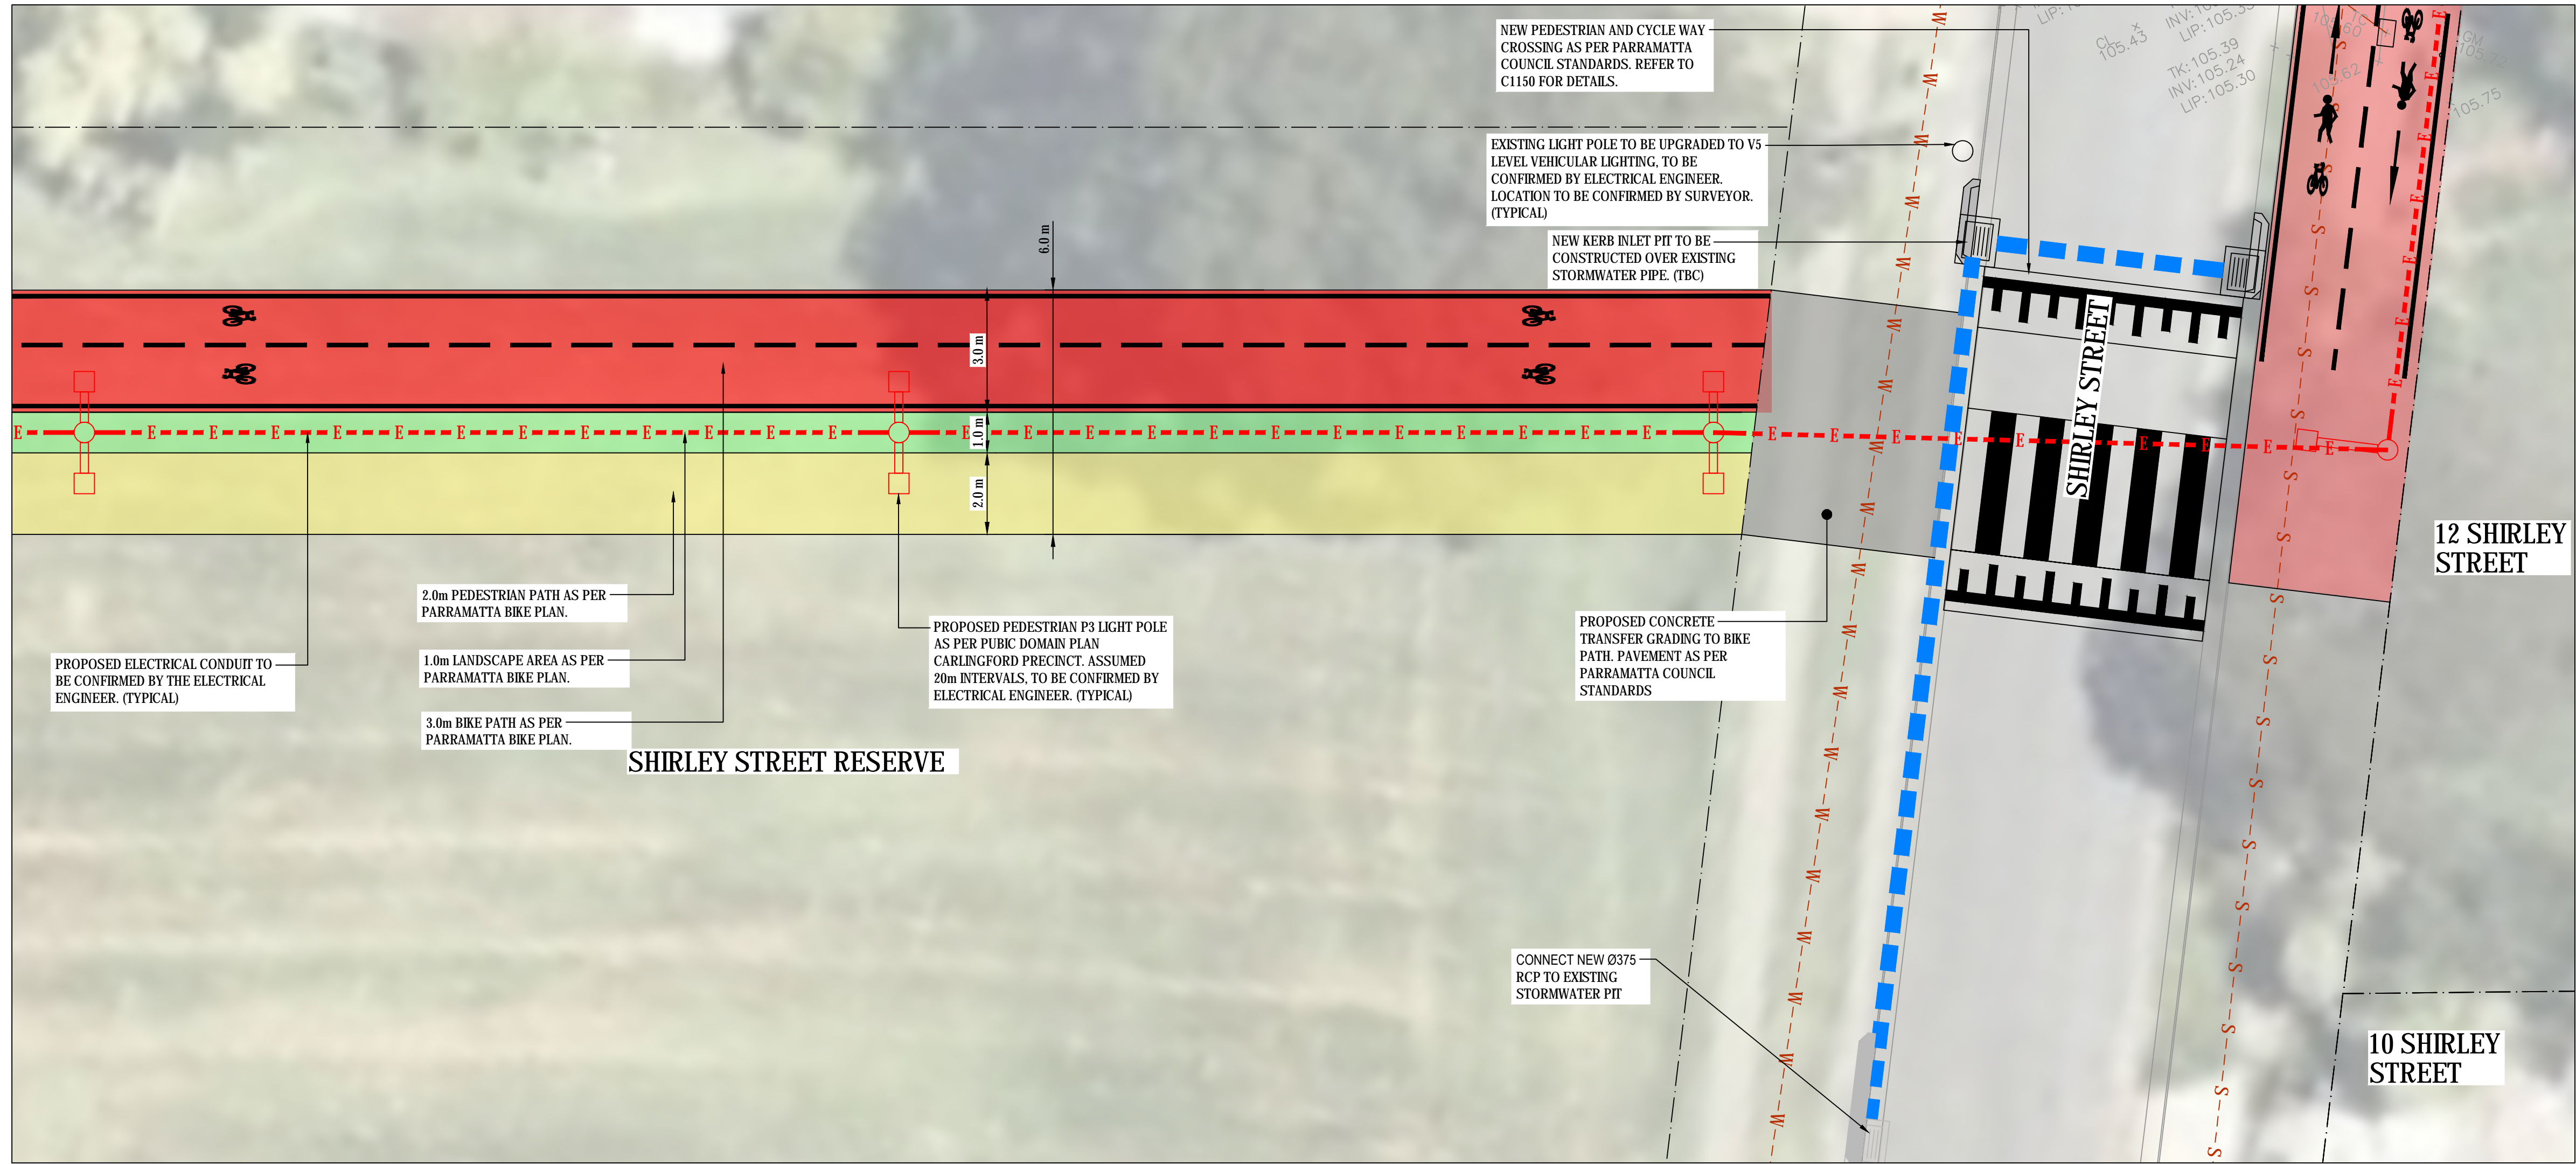 NEW PEDESTRIAN AND CYCLE WAY
CROSSING AS PER PARRAMATTA
COUNCIL STANDARDS. REFER TO
C1150 FOR DETAILS.
EXISTING LIGHT POLE TO BE UPGRADED TO V5
LEVEL VEHICULAR LIGHTING, TO BE
CONFIRMED BY ELECTRICAL ENGINEER.
LOCATION TO BE CONFIRMED BY SURVEYOR.
(TYPICAL)
NEW KERB INLET PIT TO BE
CONSTRUCTED OVER EXISTING
STORMWATER PIPE. (TBC)
CL
105.43
LIP:105.35
TK:105.39
INV:105.24
LIP:105.30
105.60
105.62
GM
105.75
6.0 m
3.0 m
1.0 m
2.0 m
SHIRLEY STREET
12 SHIRLEY
STREET
2.0m PEDESTRIAN PATH AS PER
PARRAMATTA BIKE PLAN.
1.0m LANDSCAPE AREA AS PER
PARRAMATTA BIKE PLAN.
3.0m BIKE PATH AS PER
PARRAMATTA BIKE PLAN.
PROPOSED ELECTRICAL CONDUIT TO
BE CONFIRMED BY THE ELECTRICAL
ENGINEER. (TYPICAL)
PROPOSED PEDESTRIAN P3 LIGHT POLE
AS PER PUBIC DOMAIN PLAN
CARLINGFORD PRECINCT. ASSUMED
20m INTERVALS, TO BE CONFIRMED BY
ELECTRICAL ENGINEER. (TYPICAL)
PROPOSED CONCRETE
TRANSFER GRADING TO BIKE
PATH. PAVEMENT AS PER
PARRAMATTA COUNCIL
STANDARDS
SHIRLEY STREET RESERVE
CONNECT NEW Ø375
RCP TO EXISTING
STORMWATER PIT
10 SHIRLEY
STREET